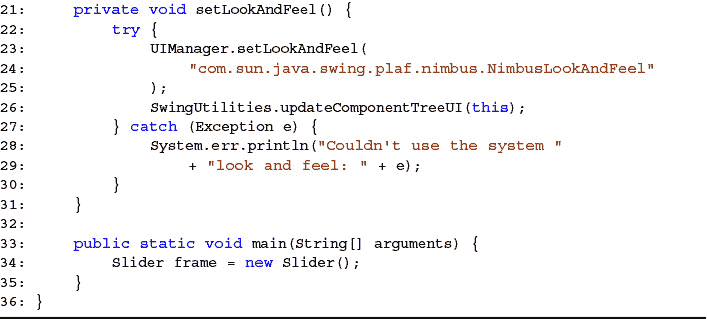 21:     private void setLookAndFeel() {
22:         try {
23:             UIManager.setLookAndFeel(
24:                 "com.sun.java.swing.plaf.nimbus.NimbusLookAndFeel"
25:             );
26:             SwingUtilities.updateComponentTreeUI(this);
27:         } catch (Exception e) {
28:             System.err.println("Couldn't use the system "
29:                 + "look and feel: " + e);
30:         }
31:     }
32:
33:     public static void main(String[] arguments) {
34:         Slider frame = new Slider();
35:     }
36: }